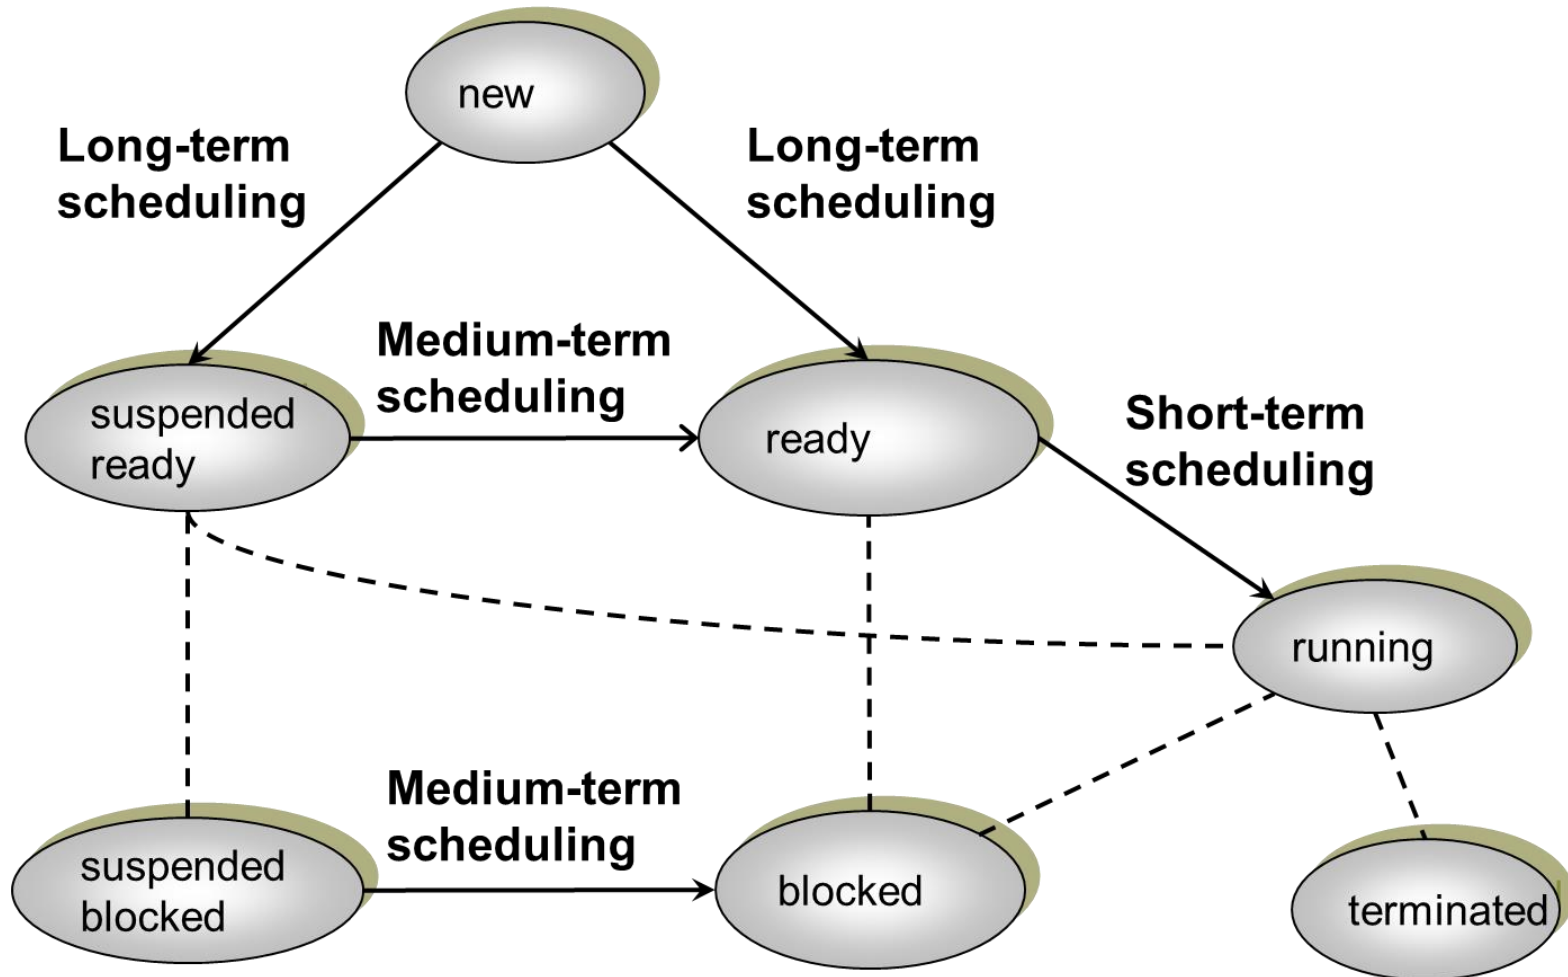 new
Long-term
scheduling
Long-term
scheduling
Medium-term
scheduling
suspended
ready
ready
Short-term
scheduling
running
Medium-term
scheduling
suspended
blocked
blocked
terminated